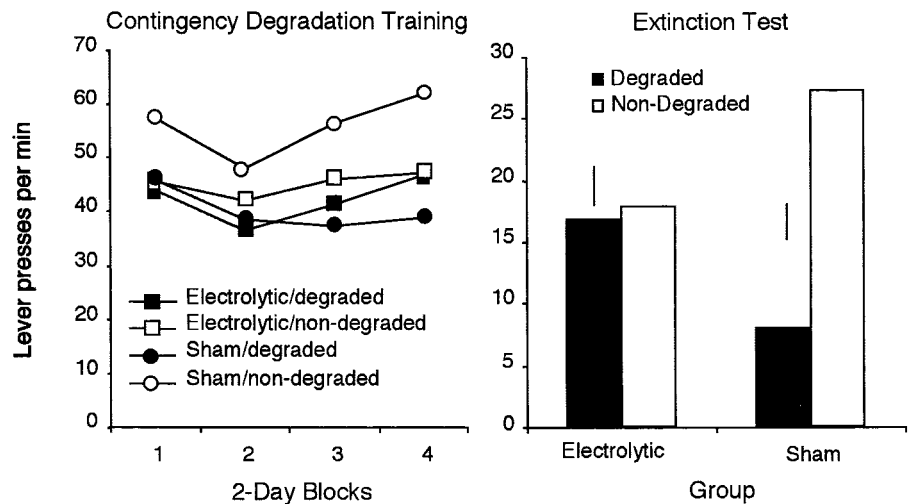 Contingency Degradation Training
Lever presses per min
70
60
50
40
30
20
10
0
Electrolytic/degraded
Electrolytic/non-degraded
Sham/degraded
Sham/non-degraded
1 2 3 4
2-Day Blocks
Extinction Test
30
25
20
15
10
5
0
Degraded
Non-Degraded
Electrolytic Sham
Group